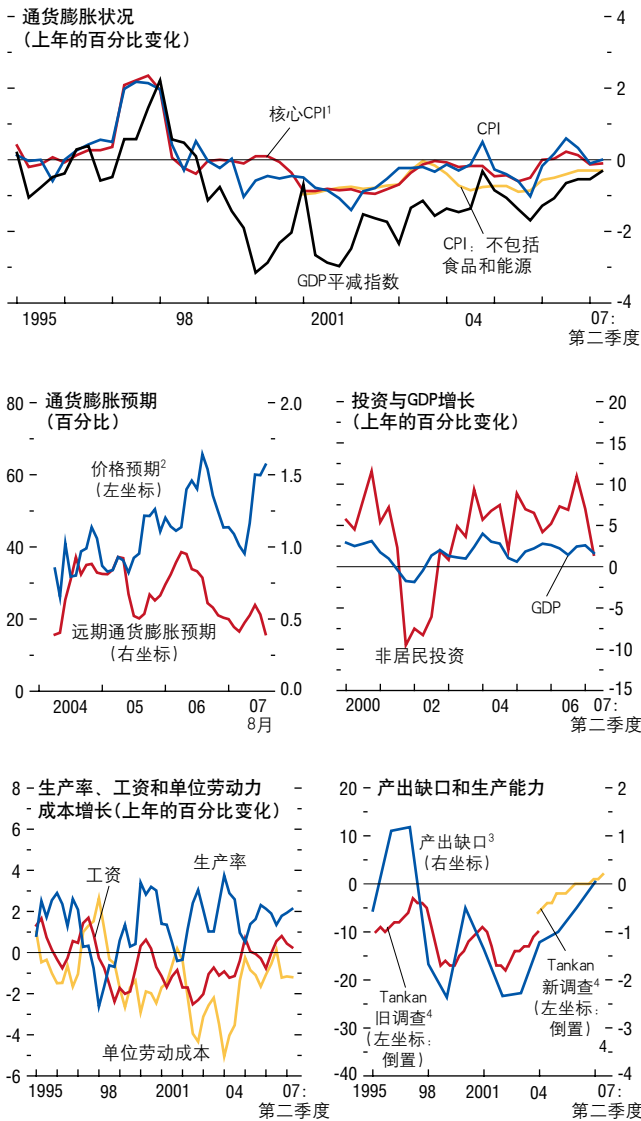 通货膨胀状况
(上年的百分比变化)
4
2
0
-2
-4
核心CPI¹
CPI
CPI：不包括
食品和能源
GDP平减指数
1995
98
2001
04
07：
第二季度
通货膨胀预期
(百分比)
80
60
40
20
0
2.0
1.5
1.0
0.5
0.0
价格预期²
(左坐标)
远期通货膨胀预期
(右坐标)
2004
05
06
07
8月
投资与GDP增长
(上年的百分比变化)
20
15
10
5
0
-5
-10
-15
GDP
非居民投资
2000
02
04
06
07：
第二季度
生产率、工资和单位劳动力
成本增长(上年的百分比变化)
8
6
4
2
0
-2
-4
-6
工资
生产率
单位劳动成本
1995
98
2001
04
07：
第二季度
产出缺口和生产能力
20
10
0
-10
-20
-30
-40
2
1
0
-1
-2
-3
4
-4
产出缺口³
(右坐标)
Tankan
旧调查⁴
(左坐标：
倒置)
Tankan
新调查⁴
(左坐标：
倒置)
1995
98
2001
04
07：
第二季度